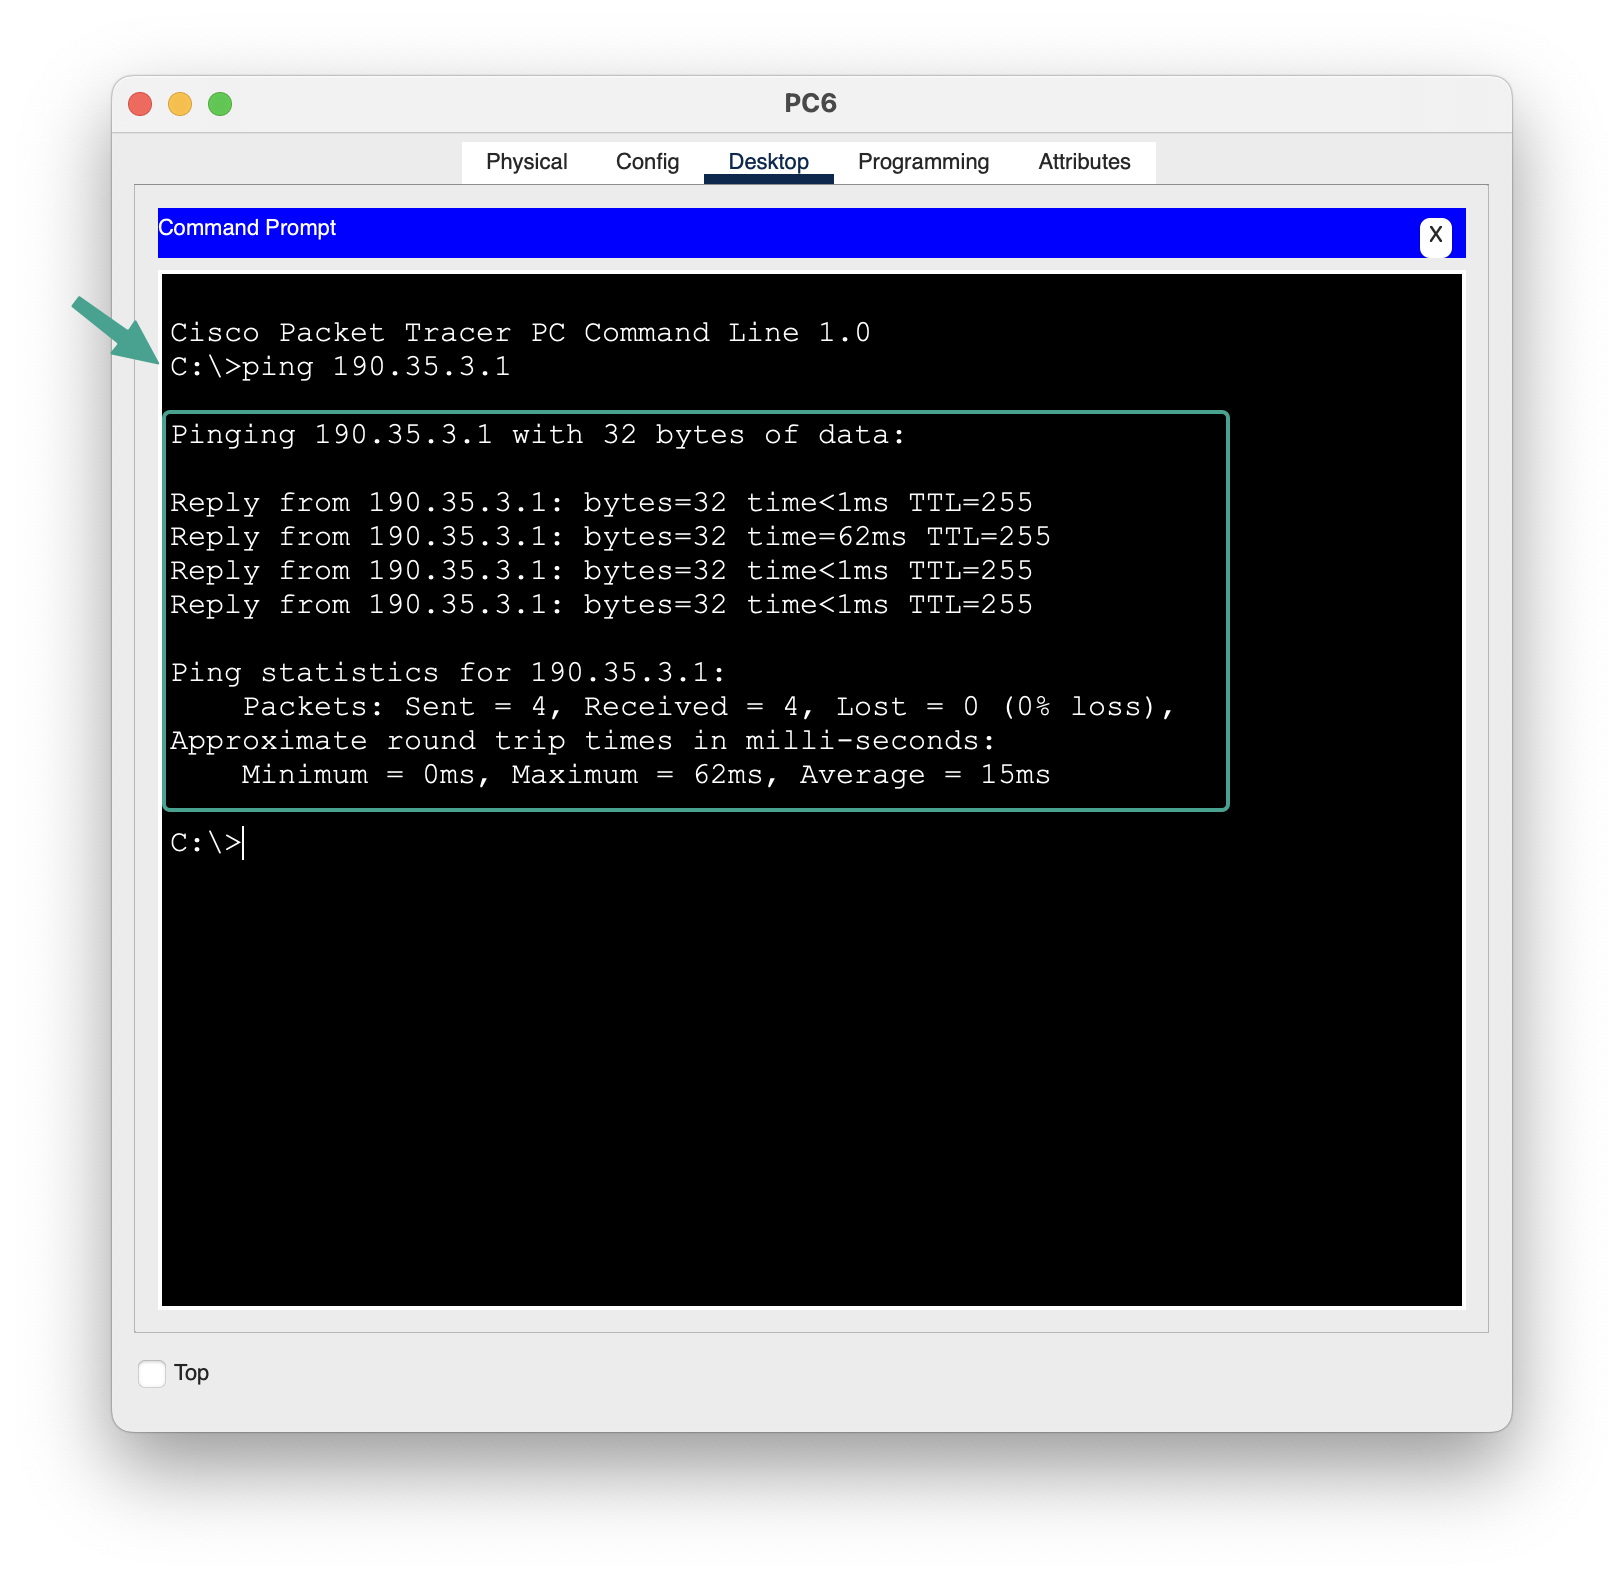 PC6
Physical Config Desktop Programming Attributes
Command Prompt
X
Cisco Packet Tracer PC Command Line 1.0
C:\>ping 190.35.3.1
Pinging 190.35.3.1 with 32 bytes of data:
Reply from 190.35.3.1: bytes=32 time<1ms TTL=255
Reply from 190.35.3.1: bytes=32 time=62ms TTL=255
Reply from 190.35.3.1: bytes=32 time<1ms TTL=255
Reply from 190.35.3.1: bytes=32 time<1ms TTL=255
Ping statistics for 190.35.3.1:
Packets: Sent = 4, Received = 4, Lost = 0 (0% loss),
Approximate round trip times in milli-seconds:
Minimum = 0ms, Maximum = 62ms, Average = 15ms
C:\>
Top